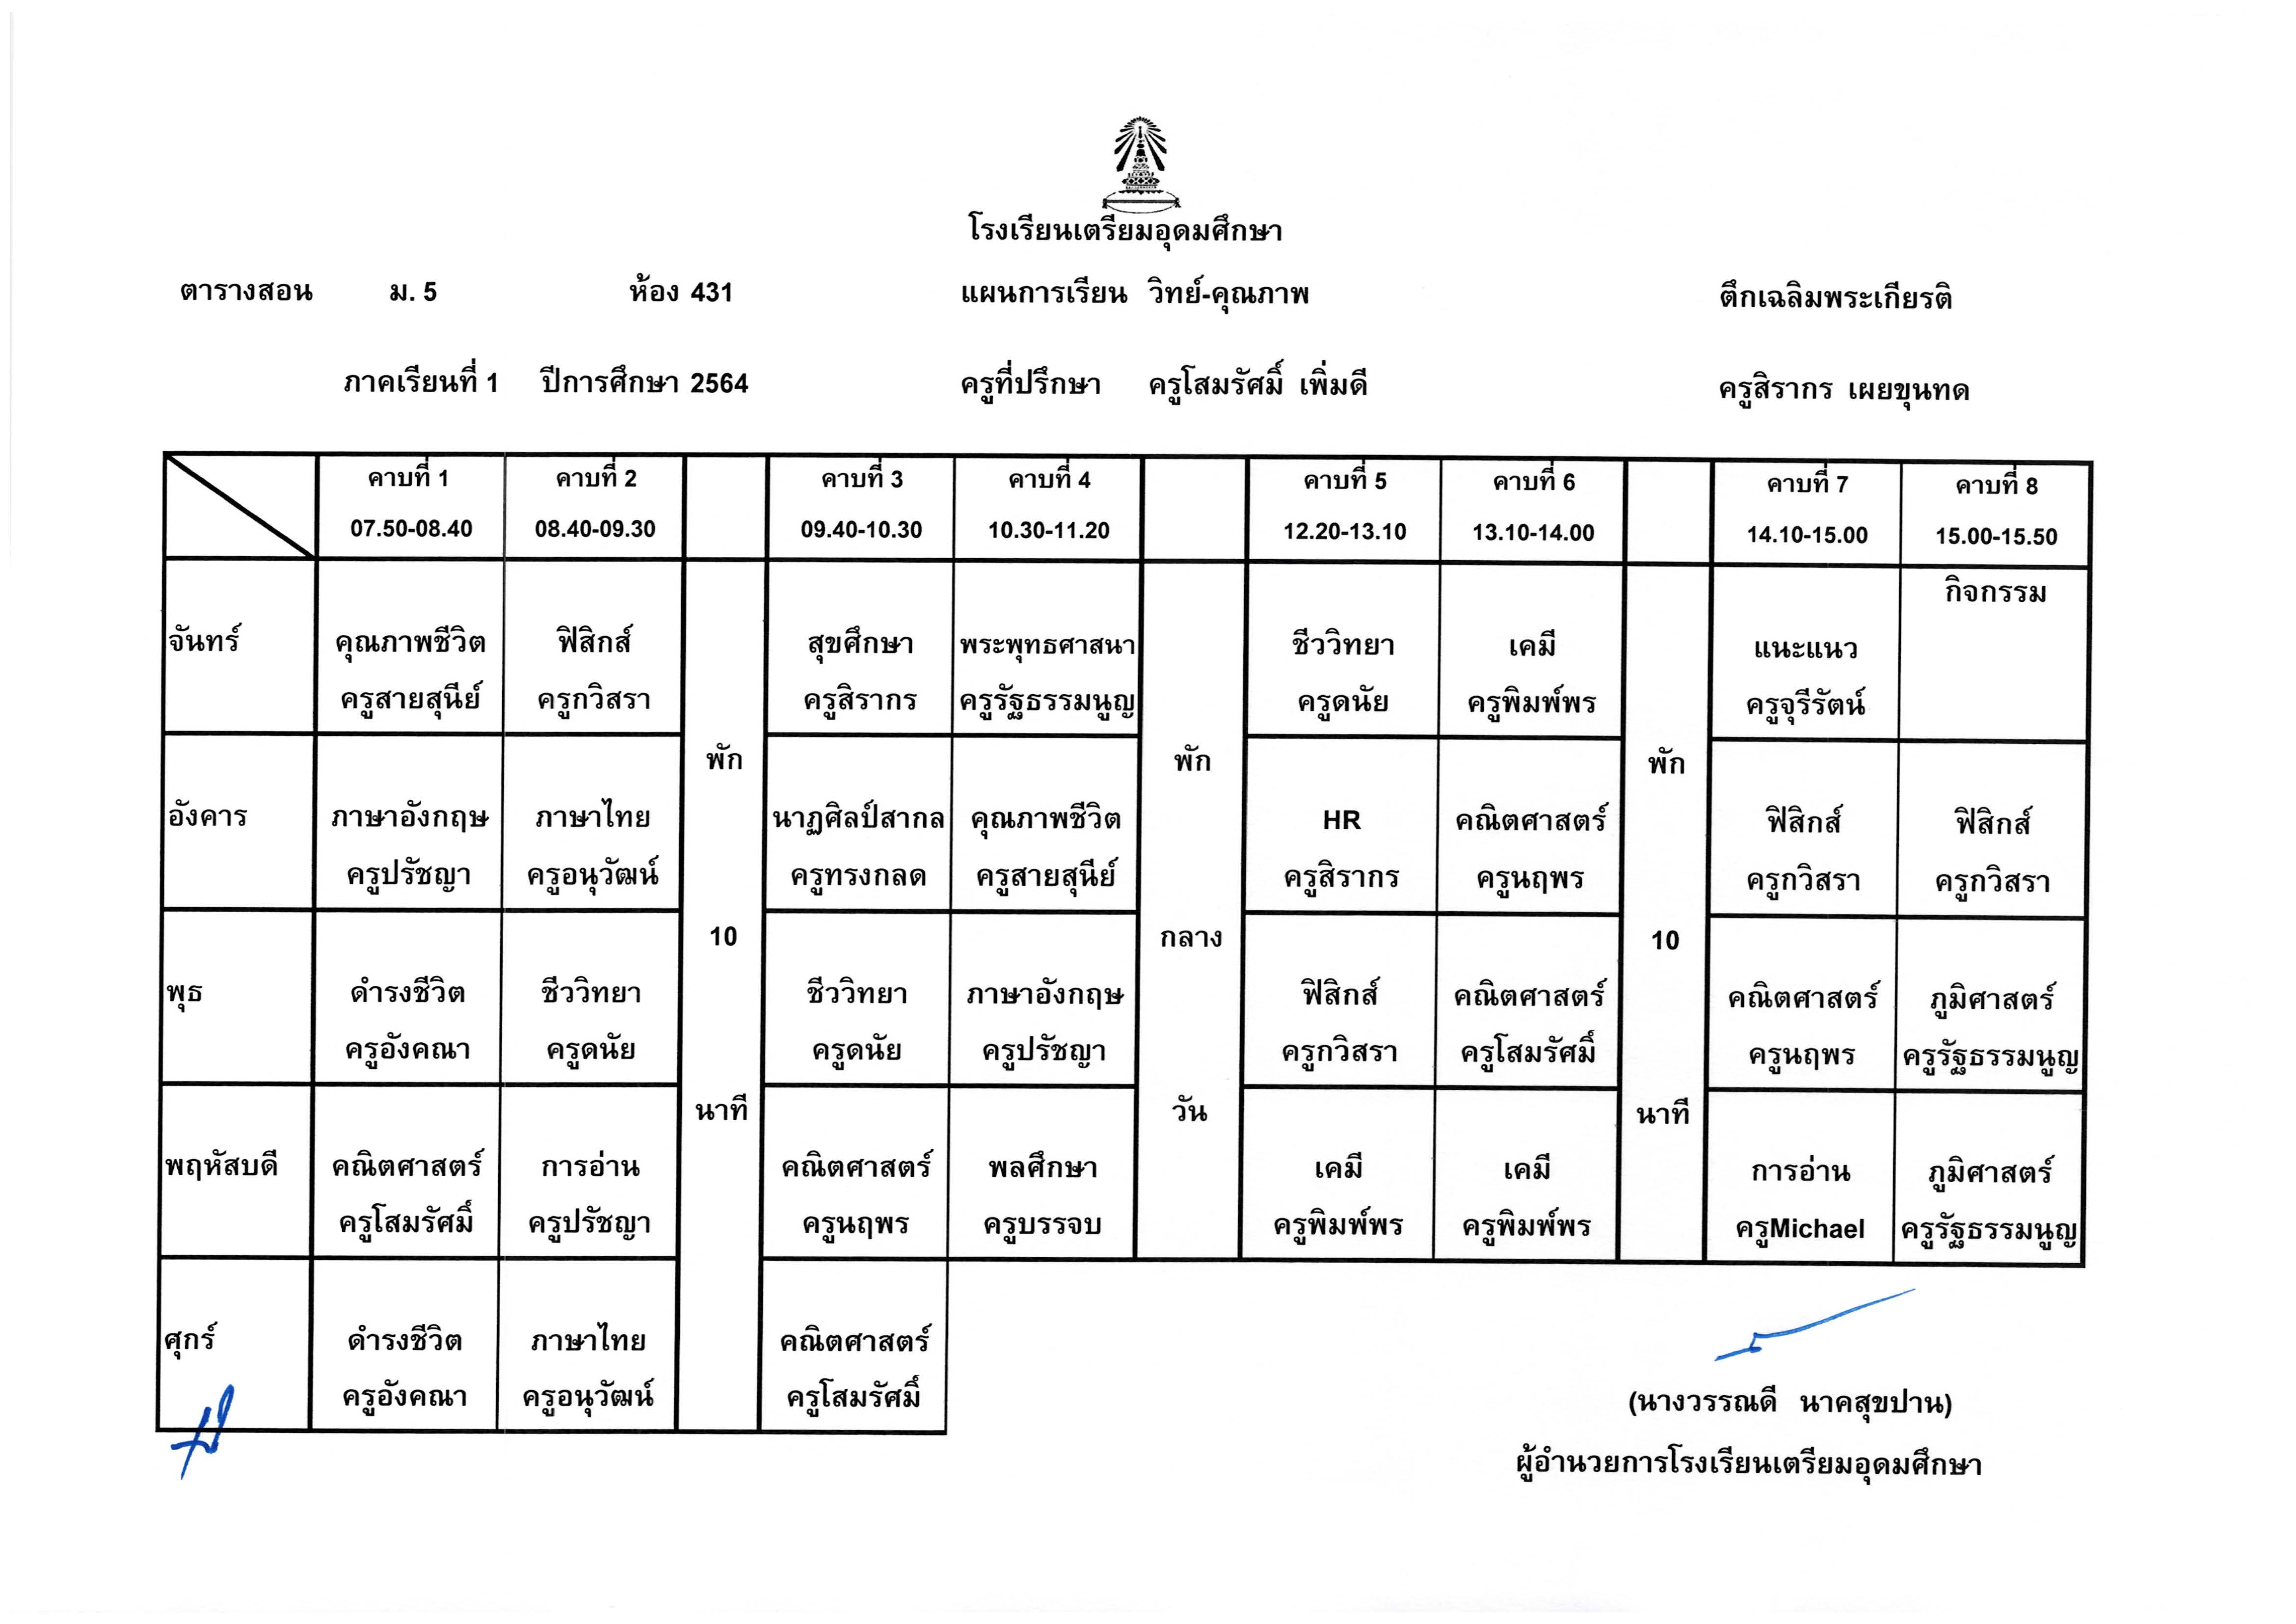 โรงเรียนเตรียมอุดมศึกษา
ตารางสอน ม. 5 ห้อง 431 แผนการเรียน วิทย์-คุณภาพ ตึกเฉลิมพระเกียรติ
ภาคเรียนที่ 1 ปีการศึกษา 2564 ครูที่ปรึกษา ครูโสมรัศมิ์ เพิ่มดี ครูสิรากร เผยขุนทด
คาบที่ 1 คาบที่ 2 คาบที่ 3 คาบที่ 4 คาบที่ 5 คาบที่ 6 คาบที่ 7 คาบที่ 8
07.50-08.40 08.40-09.30 09.40-10.30 10.30-11.20 12.20-13.10 13.10-14.00 14.10-15.00 15.00-15.50
กิจกรรม
จันทร์ คุณภาพชีวิต ฟิสิกส์ สุขศึกษา พระพุทธศาสนา ชีววิทยา เคมี แนะแนว
ครูสายสุนีย์ ครูกวิสรา ครูสิรากร ครูรัฐธรรมนูญ ครูดนัย ครูพิมพ์พร ครูจุรีรัตน์
พัก พัก พัก
อังคาร ภาษาอังกฤษ ภาษาไทย นาฏศิลป์สากล คุณภาพชีวิต HR คณิตศาสตร์ ฟิสิกส์ ฟิสิกส์
ครูปรัชญา ครูอนุวัฒน์ ครูทรงกลด ครูสายสุนีย์ ครูสิรากร ครูนฤพร ครูกวิสรา ครูกวิสรา
10 กลาง 10
พุธ ดำรงชีวิต ชีววิทยา ชีววิทยา ภาษาอังกฤษ ฟิสิกส์ คณิตศาสตร์ คณิตศาสตร์ ภูมิศาสตร์
ครูอังคณา ครูดนัย ครูดนัย ครูปรัชญา ครูกวิสรา ครูโสมรัศมิ์ ครูนฤพร ครูรัฐธรรมนูญ
นาที วัน นาที
พฤหัสบดี คณิตศาสตร์ การอ่าน คณิตศาสตร์ พลศึกษา เคมี เคมี การอ่าน ภูมิศาสตร์
ครูโสมรัศมิ์ ครูปรัชญา ครูนฤพร ครูบรรจบ ครูพิมพ์พร ครูพิมพ์พร ครูMichael ครูรัฐธรรมนูญ
ศุกร์ ดำรงชีวิต ภาษาไทย คณิตศาสตร์
ครูอังคณา ครูอนุวัฒน์ ครูโสมรัศมิ์
(นางวรรณดี นาคสุขปาน)
ผู้อำนวยการโรงเรียนเตรียมอุดมศึกษา